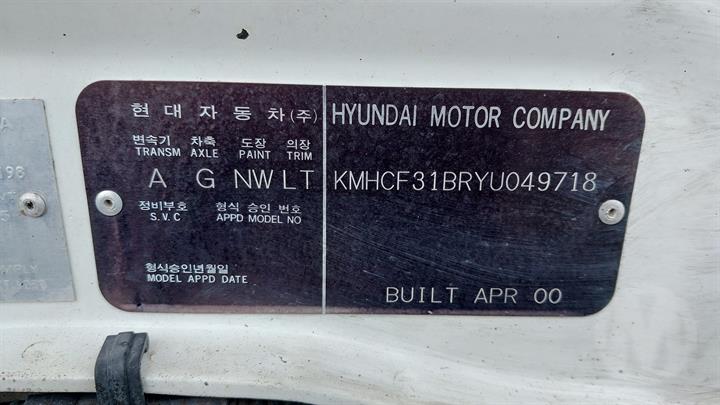 현대자동차(주) HYUNDAI MOTOR COMPANY
변속기 차축 도장 의장
TRANSM AXLE PAINT TRIM
A G NW LT KMHCF31BRYU049718
정비부호 형식 승인 번호
S.V.C APPD MODEL NO
형식승인년월일
MODEL APPD DATE
BUILT APR 00